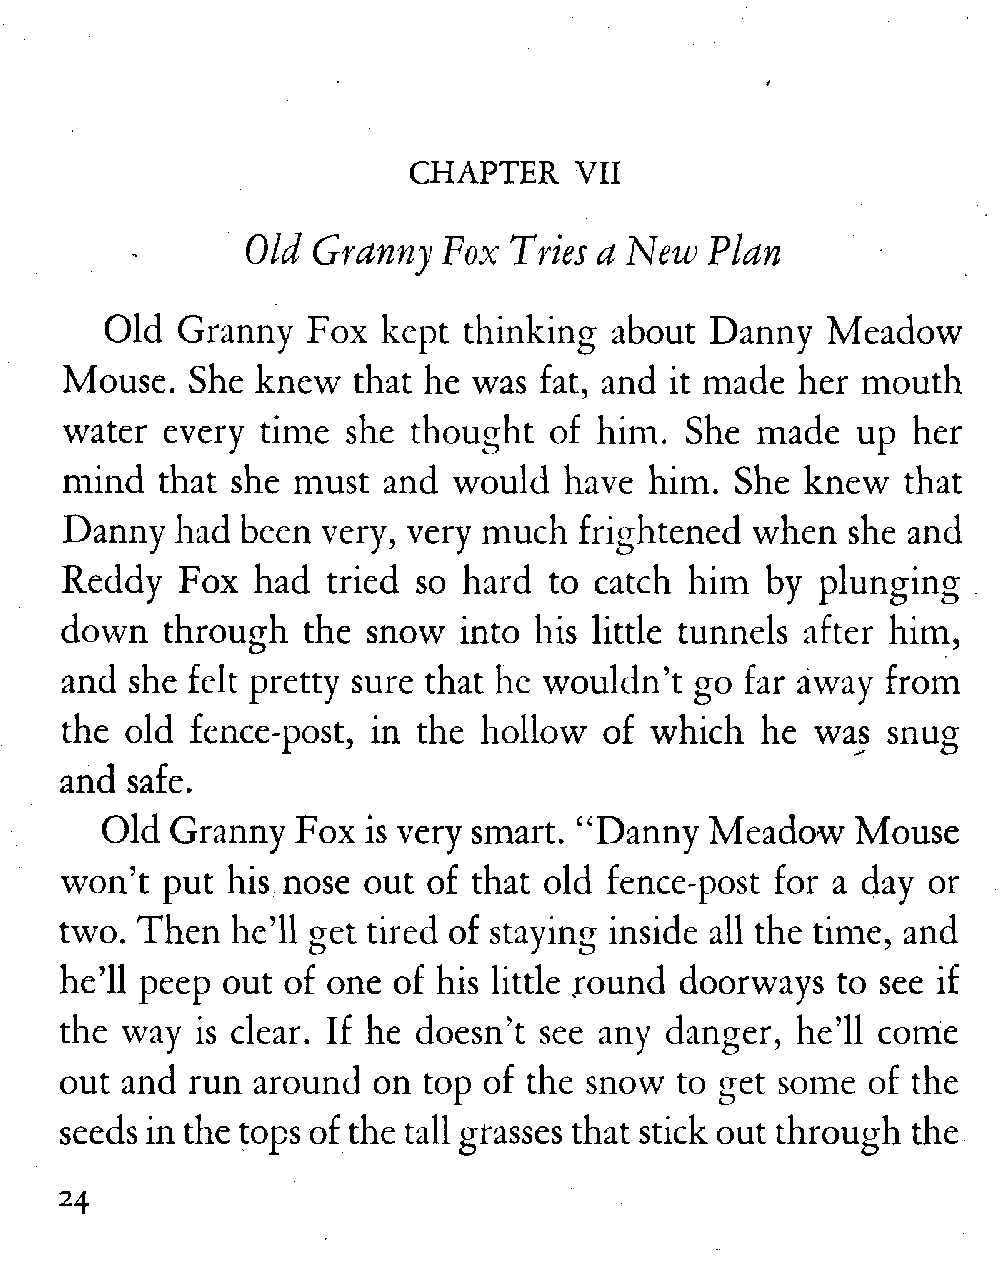 CHAPTER VII
Old Granny Fox Tries a New Plan
Old Granny Fox kept thinking about Danny Meadow
Mouse. She knew that he was fat, and it made her mouth
water every time she thought of him. She made up her
mind that she must and would have him. She knew that
Danny had been very, very much frightened when she and
Reddy Fox had tried so hard to catch him by plunging
down through the snow into his little tunnels after him,
and she felt pretty sure that he wouldn't go far away from
the old fence-post, in the hollow of which he was snug
and safe.
Old Granny Fox is very smart. “Danny Meadow Mouse
won't put his nose out of that old fence-post for a day or
two. Then he'll get tired of staying inside all the time, and
he'll peep out of one of his little round doorways to see if
the way is clear. If he doesn't see any danger, he'll come
out and run around on top of the snow to get some of the
seeds in the tops of the tall grasses that stick out through the
24